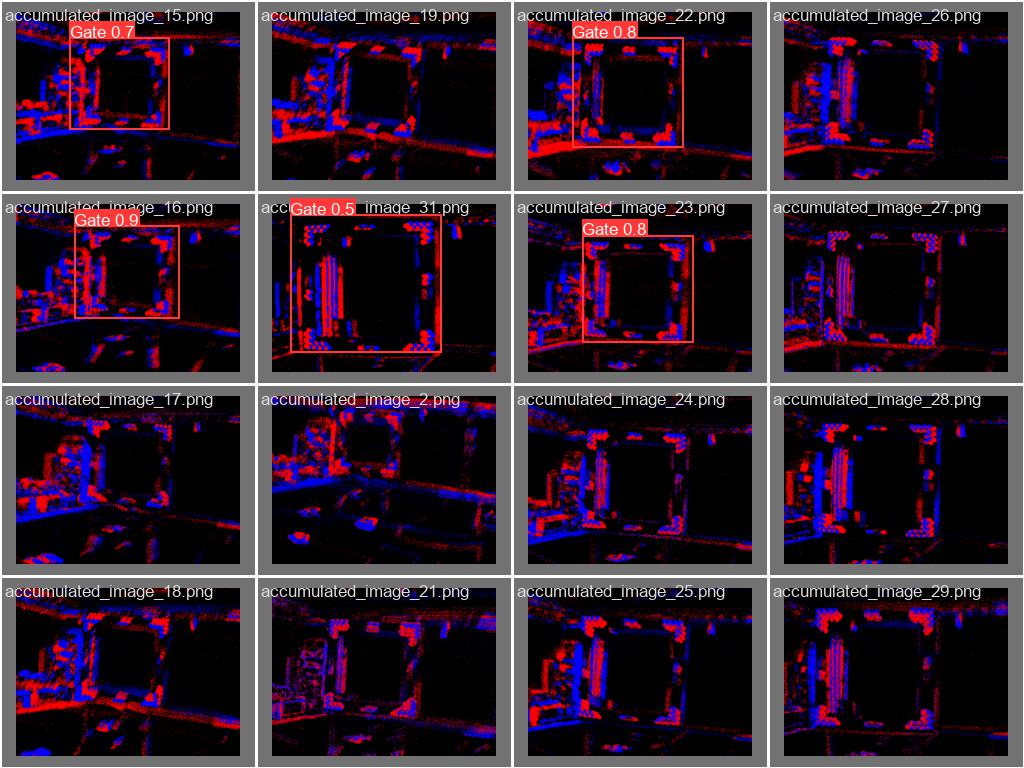 accumulated_image_15.png
Gate 0.7
accumulated_image_19.png
accumulated_image_22.png
Gate 0.8
accumulated_image_26.png
accumulated_image_16.png
Gate 0.9
acc
Gate 0.5
_31.png
accumulated_image_23.png
Gate 0.8
accumulated_image_27.png
accumulated_image_17.png
accumulated_image_2.png
accumulated_image_24.png
accumulated_image_28.png
accumulated_image_18.png
accumulated_image_21.png
accumulated_image_25.png
accumulated_image_29.png